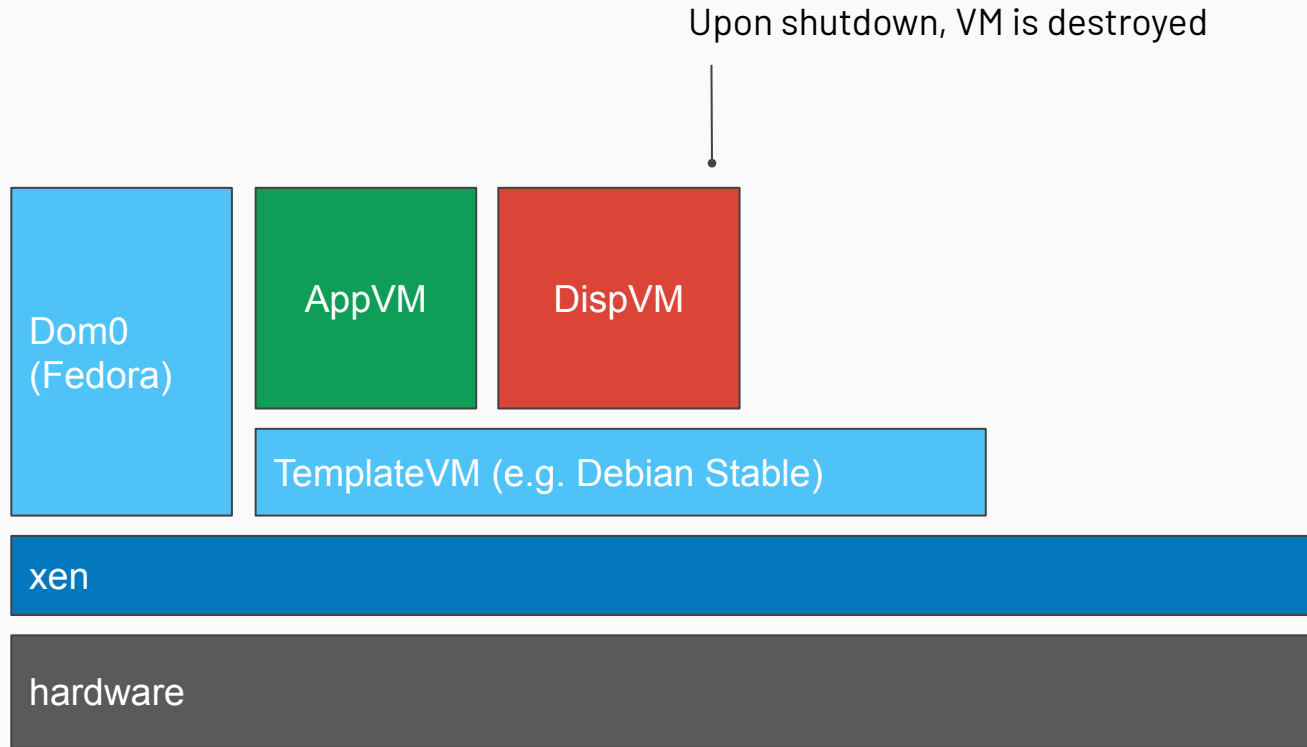 Upon shutdown, VM is destroyed
Dom0
(Fedora)
AppVM
DispVM
TemplateVM (e.g. Debian Stable)
xen
hardware